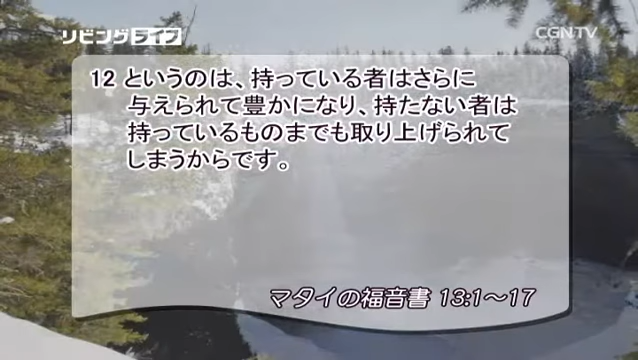 リビングライフ
CGNTV
12 というのは、持っている者はさらに
与えられて豊かになり、持たない者は
持っているものまでも取り上げられて
しまうからです。
マタイの福音書 13:1～17